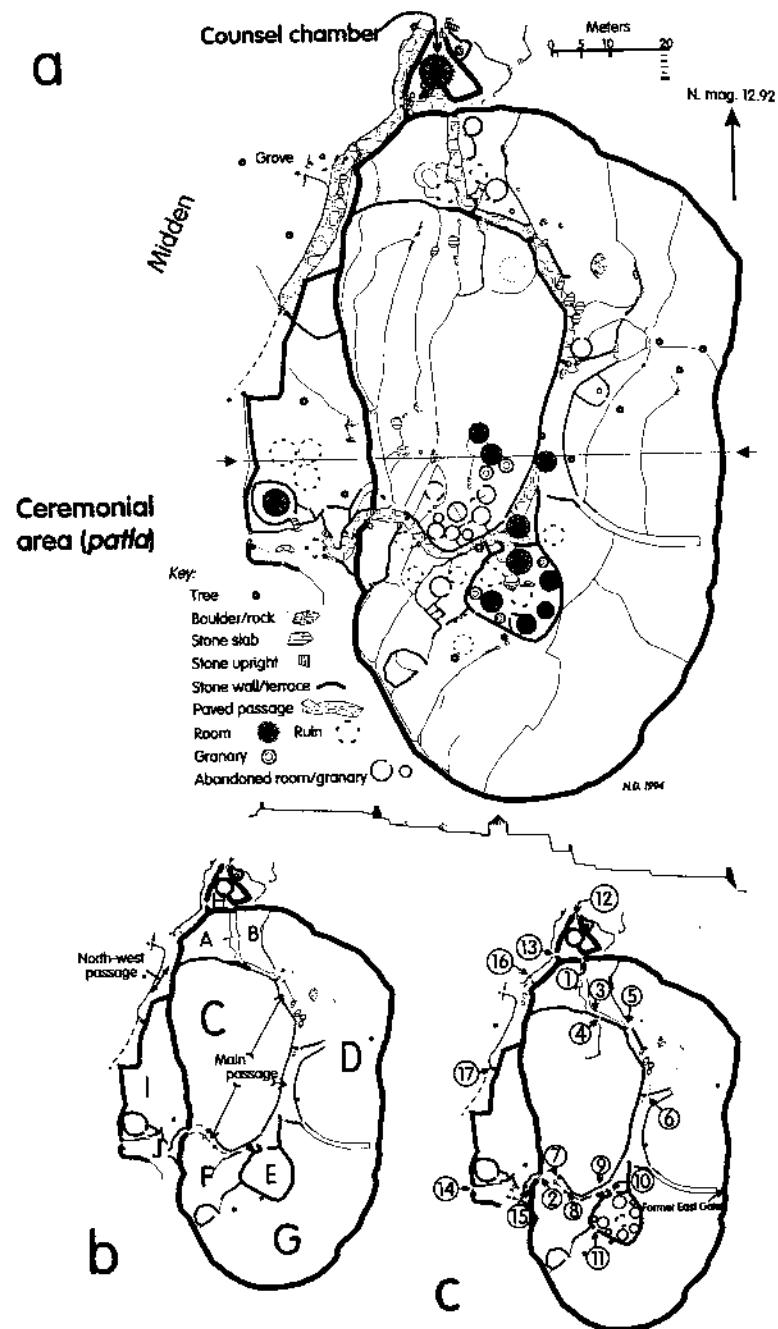 a
Counsel chamber
Meters
0 5 10 20
N. mag. 12.92
Grove
Midden
Ceremonial
area (patla)
Key:
Tree
Boulder/rock
Stone slab
Stone upright
Stone wall/terrace
Paved passage
Room Ruin
Granary
Abandoned room/granary
N.D. 1994
b
H
A
B
North-west
passage
C
D
Main
passage
I
J
F
E
G
c
12
13
16
1
3
5
4
17
6
7
9
14
2
8
10
Former East Gate
15
11